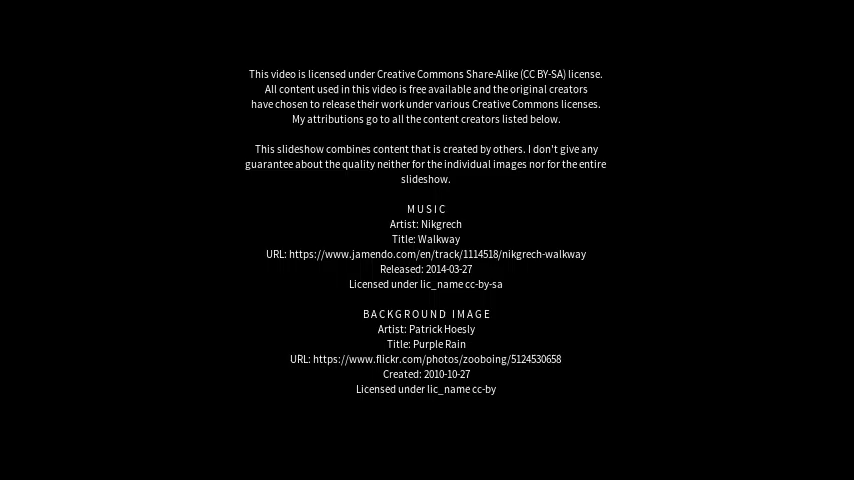 This video is licensed under Creative Commons Share-Alike (CC BY-SA) license.
All content used in this video is free available and the original creators
have chosen to release their work under various Creative Commons licenses.
My attributions go to all the content creators listed below.
This slideshow combines content that is created by others. I don't give any
guarantee about the quality neither for the individual images nor for the entire
slideshow.
MUSIC
Artist: Nikgrech
Title: Walkway
URL: https://www.jamendo.com/en/track/1114518/nikgrech-walkway
Released: 2014-03-27
Licensed under lic_name cc-by-sa
BACKGROUND IMAGE
Artist: Patrick Hoesly
Title: Purple Rain
URL: https://www.flickr.com/photos/zooboing/5124530658
Created: 2010-10-27
Licensed under lic_name cc-by